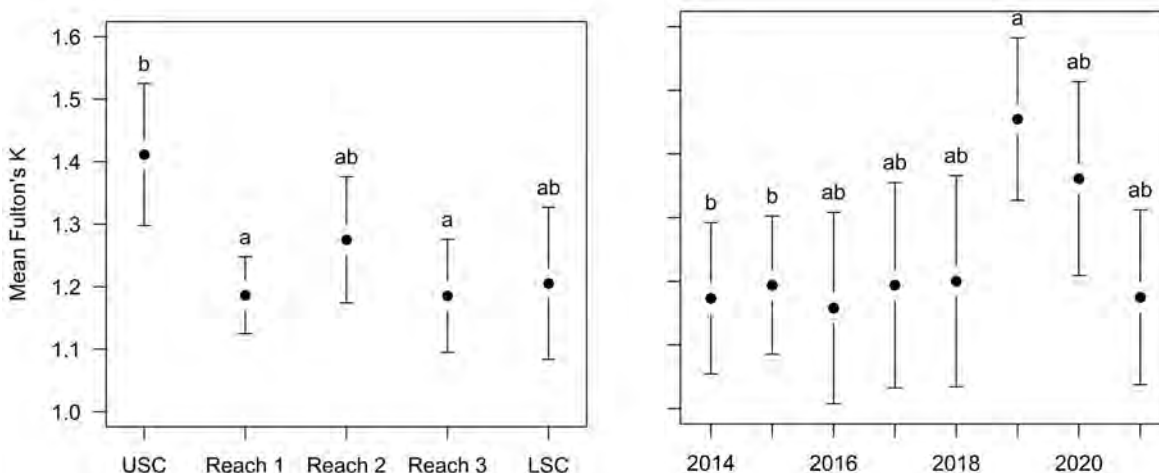 Mean Fulton's K
1.6
1.5
1.4
1.3
1.2
1.1
1.0
b
a
ab
a
ab
USC Reach 1 Reach 2 Reach 3 LSC
b
b
ab
ab
ab
a
ab
ab
2014 2016 2018 2020